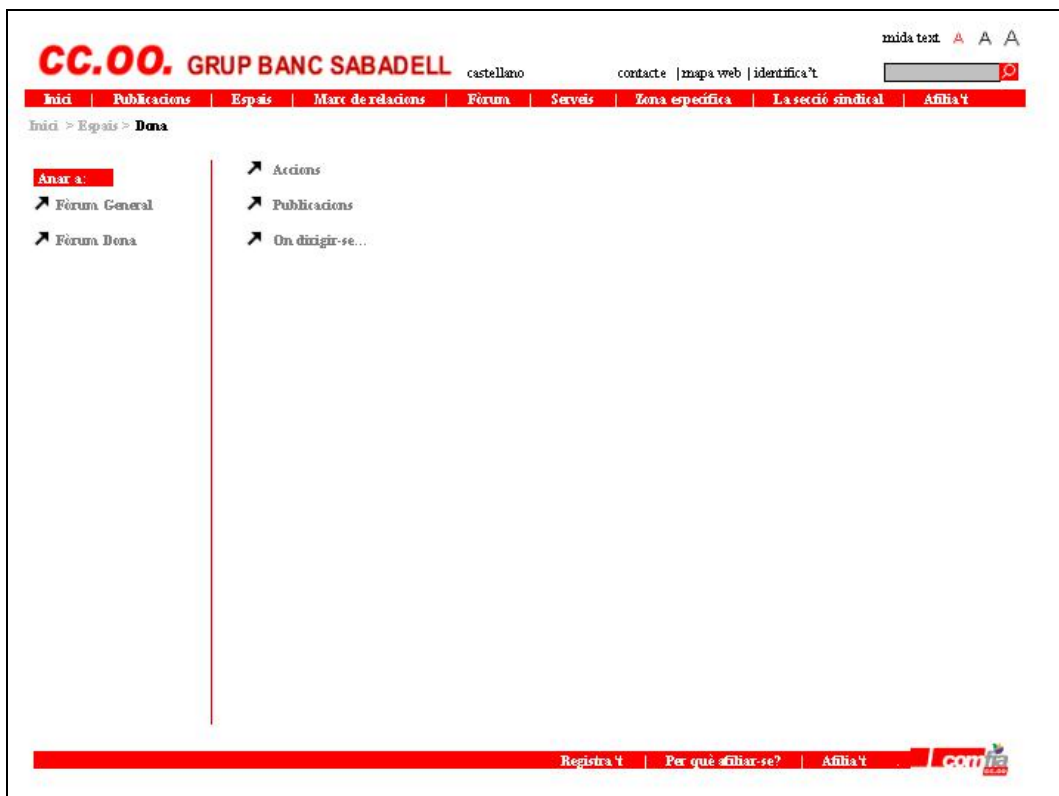 mida text A A A
CC.OO. GRUP BANC SABADELL castellano contacte | mapa web | identifica't
Inici | Publicacions | Espais | Marc de relacions | Fòrum | Serveis | Zona específica | La secció sindical | Afilia't
Inici > Espais > Dona
Anar a:
Fòrum General
Fòrum Dona
Accions
Publicacions
On dirigir-se...
Registra't | Per què afiliar-se? | Afilia't
comfia
cc.oo